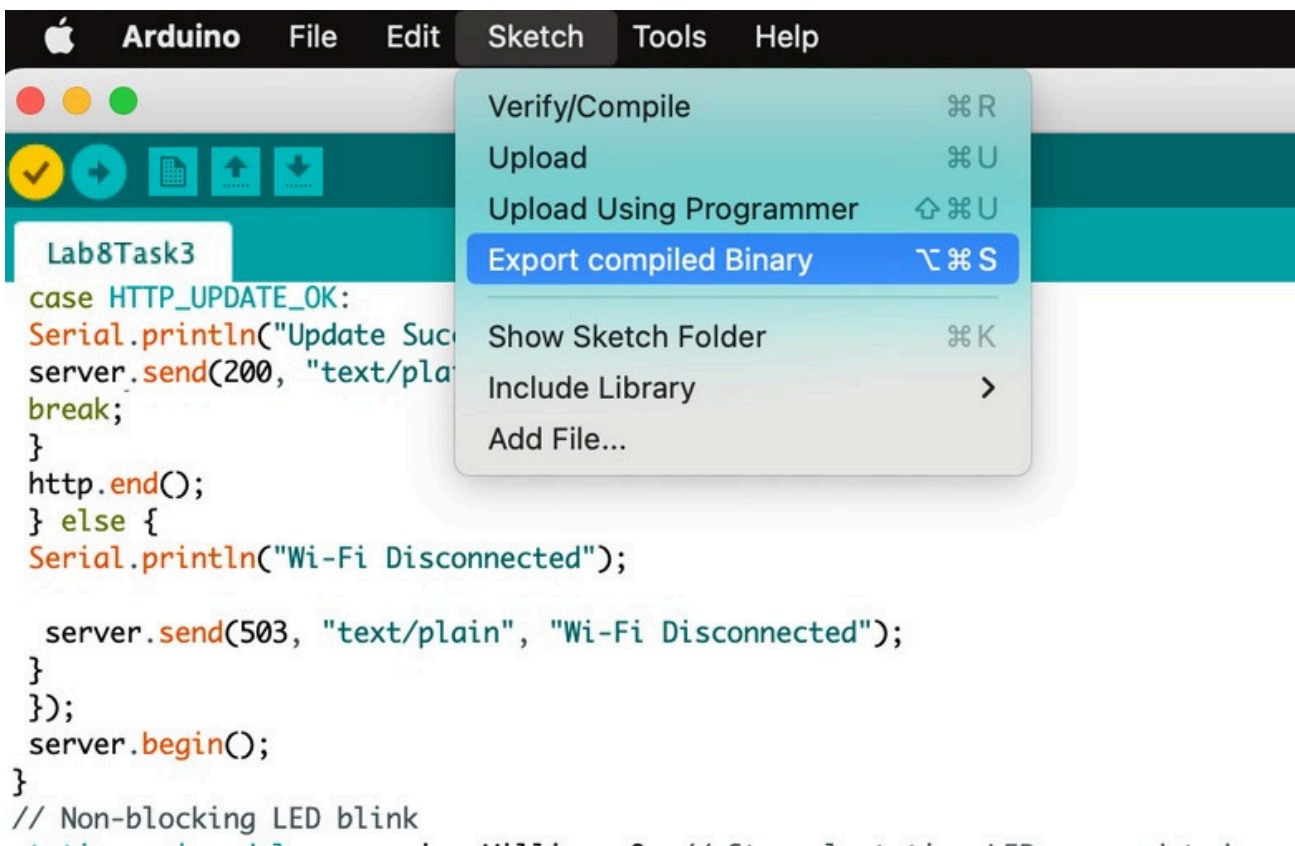 Arduino File Edit Sketch Tools Help
Verify/Compile ⌘R
Upload ⌘U
Upload Using Programmer ⇧⌘U
Export compiled Binary ⌥⌘S
Show Sketch Folder ⌘K
Include Library >
Add File...
Lab8Task3
case HTTP_UPDATE_OK:
Serial.println("Update Suc
server.send(200, "text/pla
break;
}
http.end();
} else {
Serial.println("Wi-Fi Disconnected");
server.send(503, "text/plain", "Wi-Fi Disconnected");
}
});
server.begin();
}
// Non-blocking LED blink